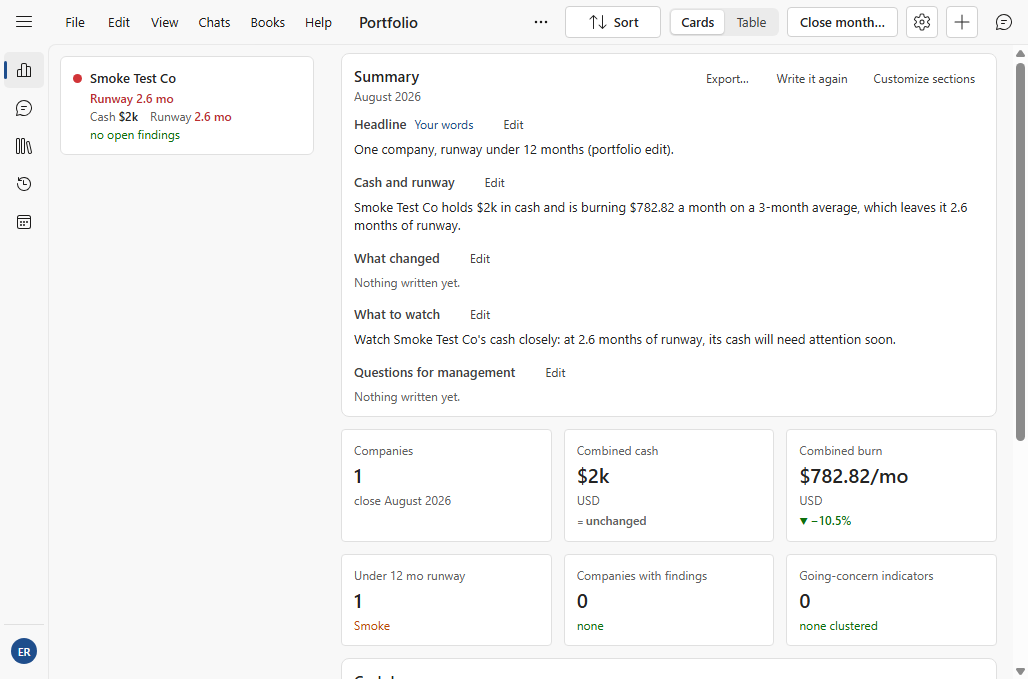 File Edit View Chats Books Help Portfolio ... Sort Cards Table Close month...
Smoke Test Co
Runway 2.6 mo
Cash $2k Runway 2.6 mo
no open findings
Summary Export... Write it again Customize sections
August 2026
Headline Your words Edit
One company, runway under 12 months (portfolio edit).
Cash and runway Edit
Smoke Test Co holds $2k in cash and is burning $782.82 a month on a 3-month average, which leaves it 2.6
months of runway.
What changed Edit
Nothing written yet.
What to watch Edit
Watch Smoke Test Co's cash closely: at 2.6 months of runway, its cash will need attention soon.
Questions for management Edit
Nothing written yet.
Companies
1
close August 2026
Combined cash
$2k
USD
= unchanged
Combined burn
$782.82/mo
USD
▼ −10.5%
Under 12 mo runway
1
Smoke
Companies with findings
0
none
Going-concern indicators
0
none clustered
ER